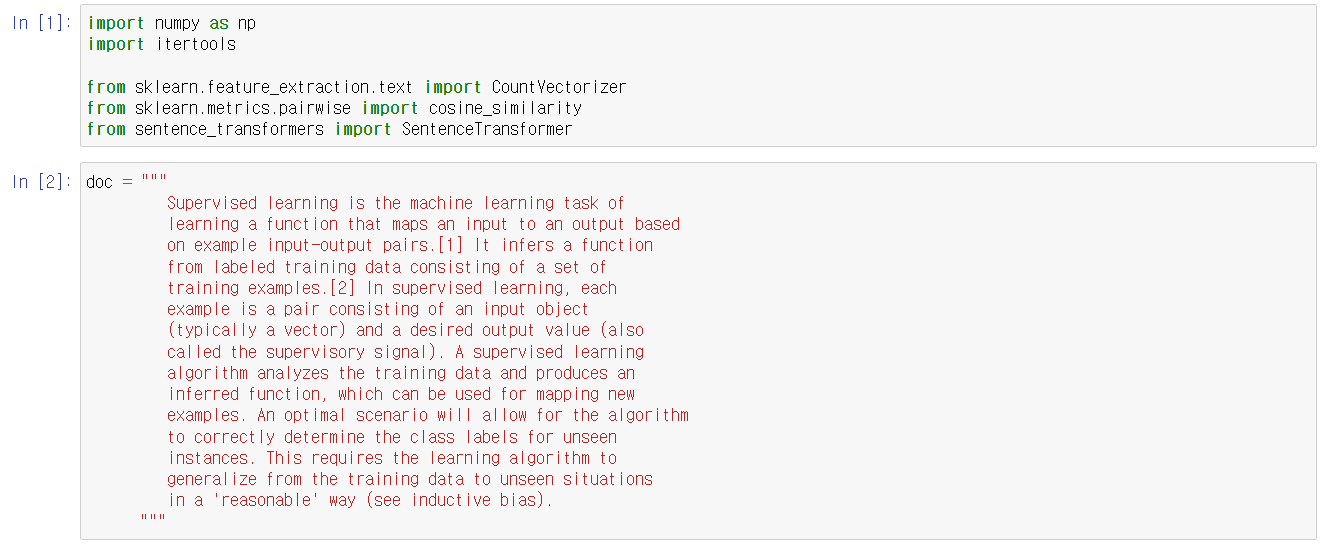 In [1]: import numpy as np
import itertools
from sklearn.feature_extraction.text import CountVectorizer
from sklearn.metrics.pairwise import cosine_similarity
from sentence_transformers import SentenceTransformer
In [2]: doc = """
Supervised learning is the machine learning task of
learning a function that maps an input to an output based
on example input-output pairs.[1] It infers a function
from labeled training data consisting of a set of
training examples.[2] In supervised learning, each
example is a pair consisting of an input object
(typically a vector) and a desired output value (also
called the supervisory signal). A supervised learning
algorithm analyzes the training data and produces an
inferred function, which can be used for mapping new
examples. An optimal scenario will allow for the algorithm
to correctly determine the class labels for unseen
instances. This requires the learning algorithm to
generalize from the training data to unseen situations
in a 'reasonable' way (see inductive bias).
"""